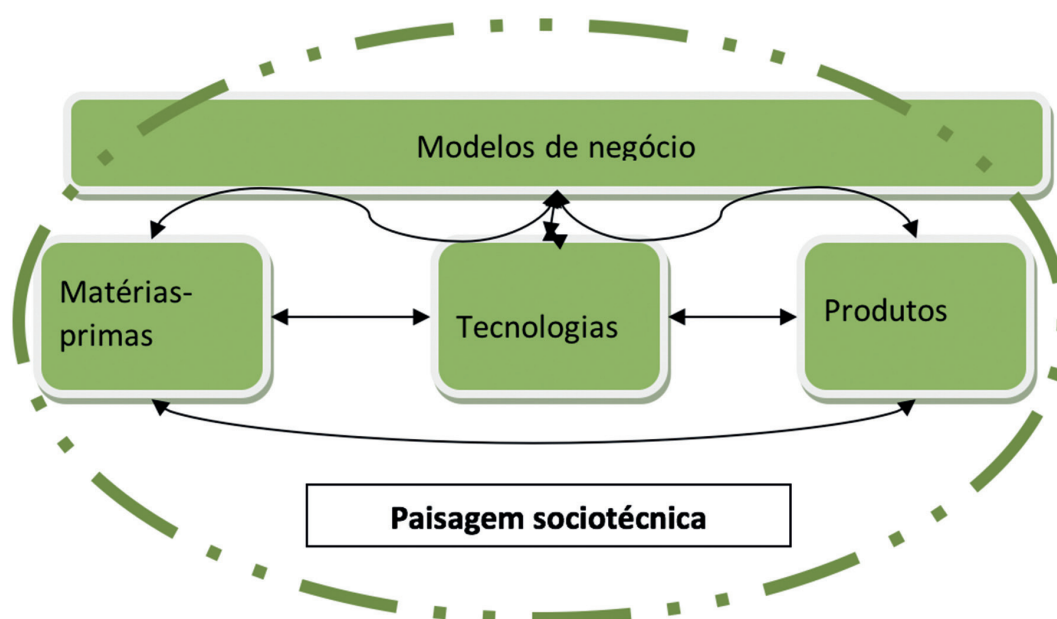 Modelos de negócio
Matérias-
primas
Tecnologias
Produtos
Paisagem sociotécnica